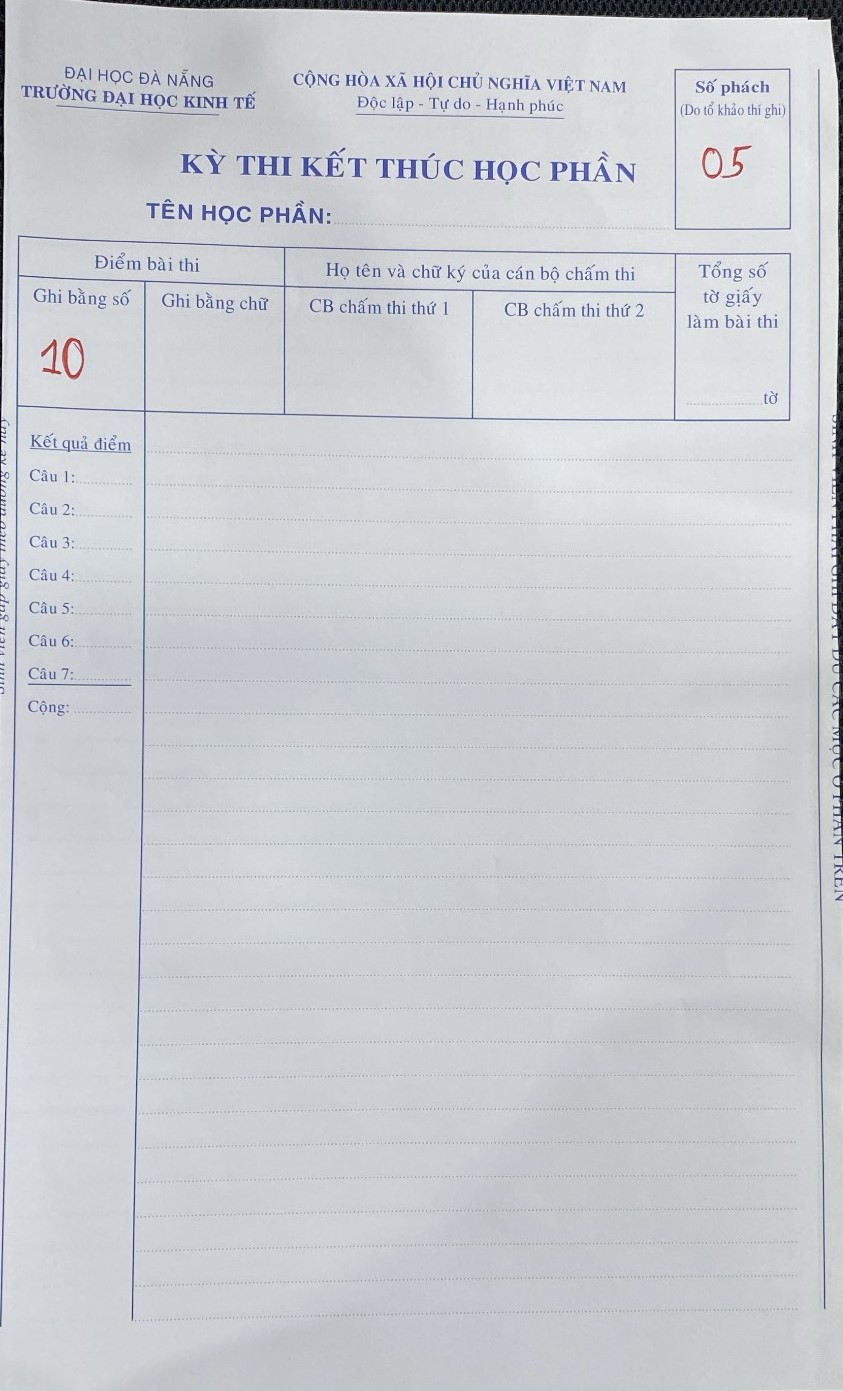 ĐẠI HỌC ĐÀ NẴNG
TRƯỜNG ĐẠI HỌC KINH TẾ
CỘNG HÒA XÃ HỘI CHỦ NGHĨA VIỆT NAM
Độc lập - Tự do - Hạnh phúc
Số phách
(Do tổ khảo thí ghi)
05
KỲ THI KẾT THÚC HỌC PHẦN
TÊN HỌC PHẦN:
Điểm bài thi
Họ tên và chữ ký của cán bộ chấm thi
Tổng số
tờ giấy
làm bài thi
Ghi bằng số
Ghi bằng chữ
CB chấm thi thứ 1
CB chấm thi thứ 2
10
tờ
Kết quả điểm
Câu 1:
Câu 2:
Câu 3:
Câu 4:
Câu 5:
Câu 6:
Câu 7:
Cộng: